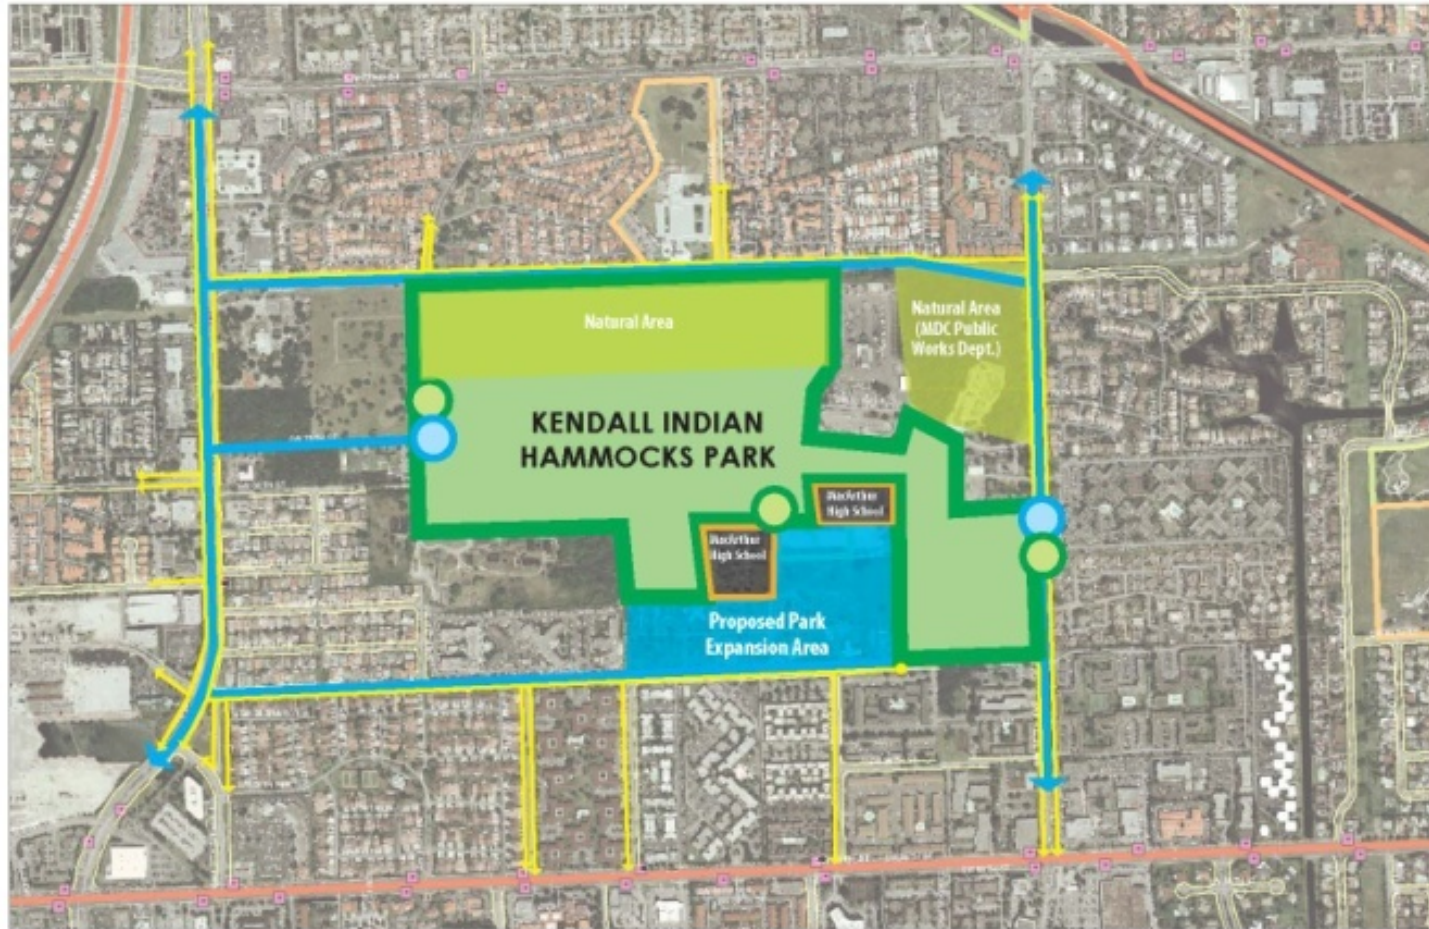 Natural Area
Natural Area
(MDC Public
Works Dept.)
KENDALL INDIAN
HAMMOCKS PARK
MacArthur
High School
MacArthur
High School
Proposed Park
Expansion Area